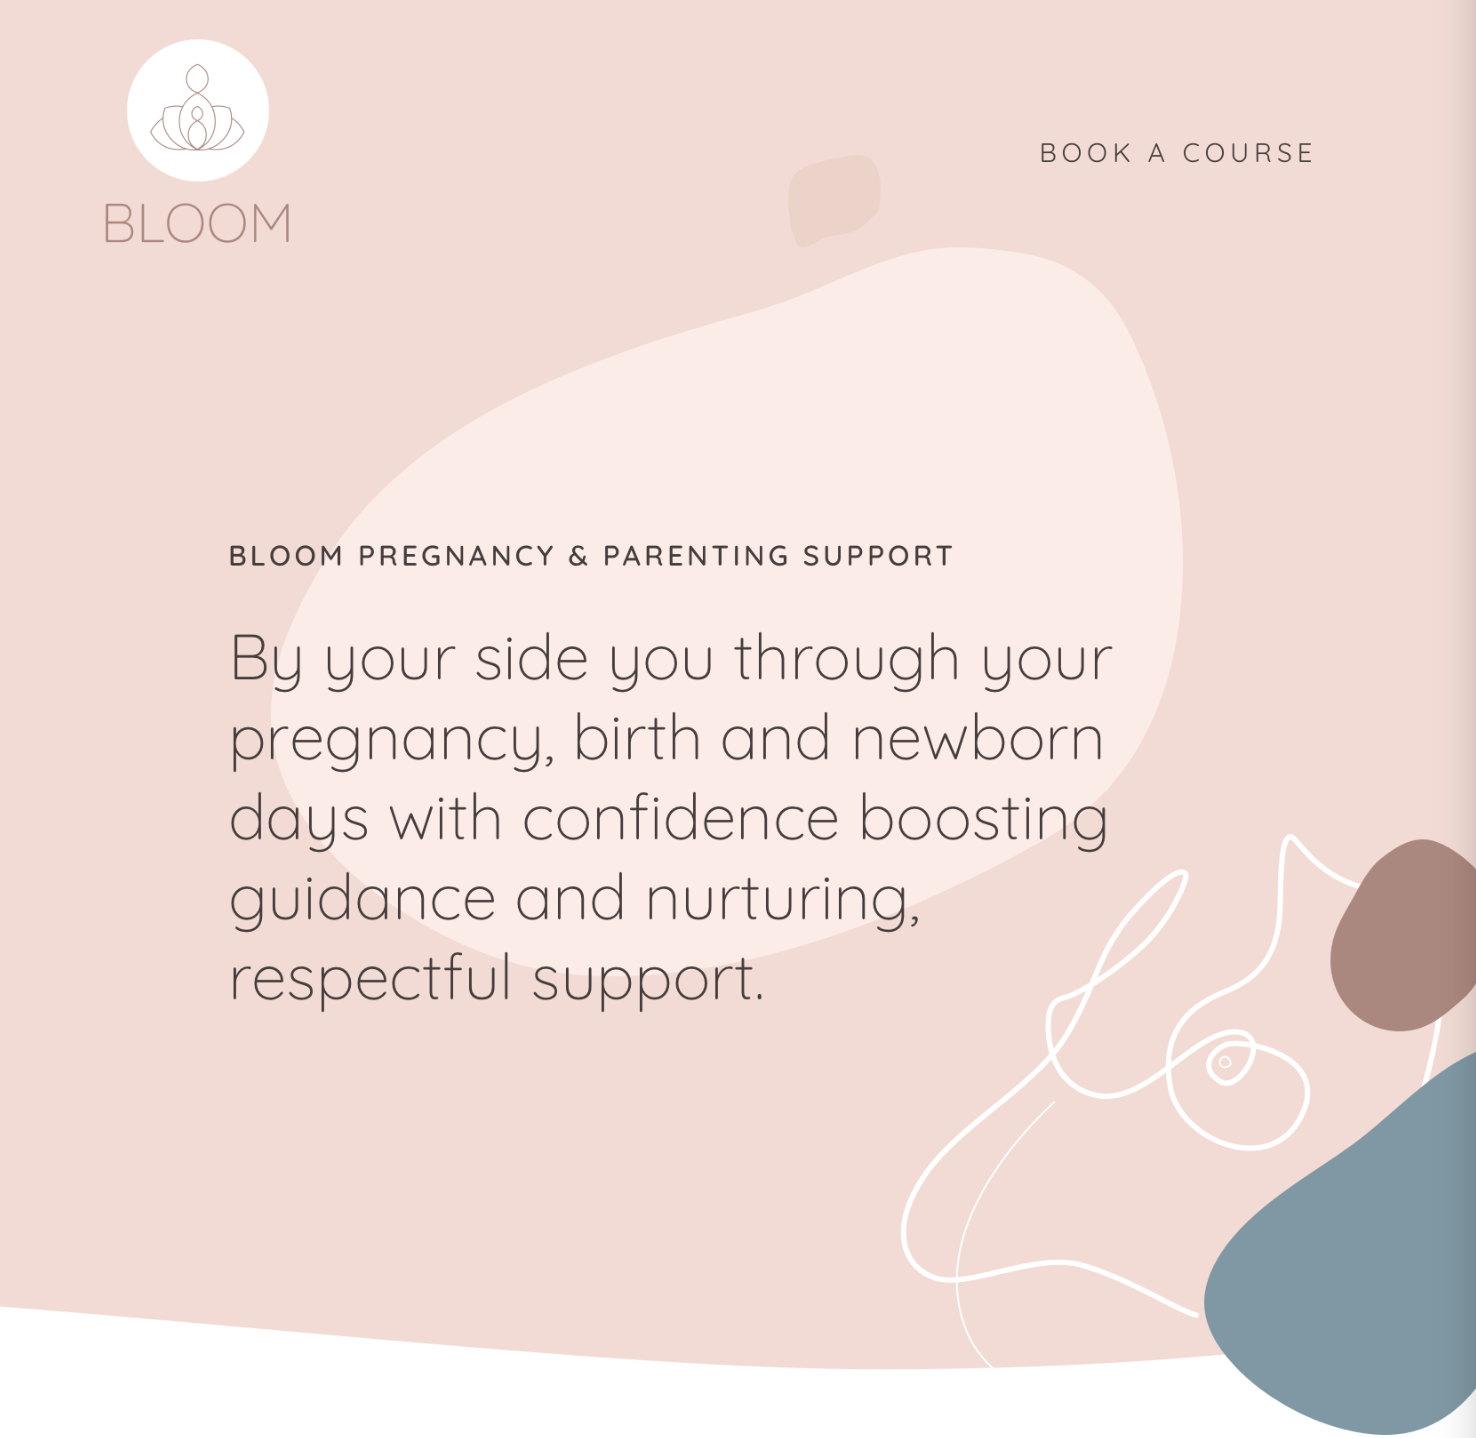 BLOOM
BOOK A COURSE
BLOOM PREGNANCY & PARENTING SUPPORT
By your side you through your
pregnancy, birth and newborn
days with confidence boosting
guidance and nurturing,
respectful support.